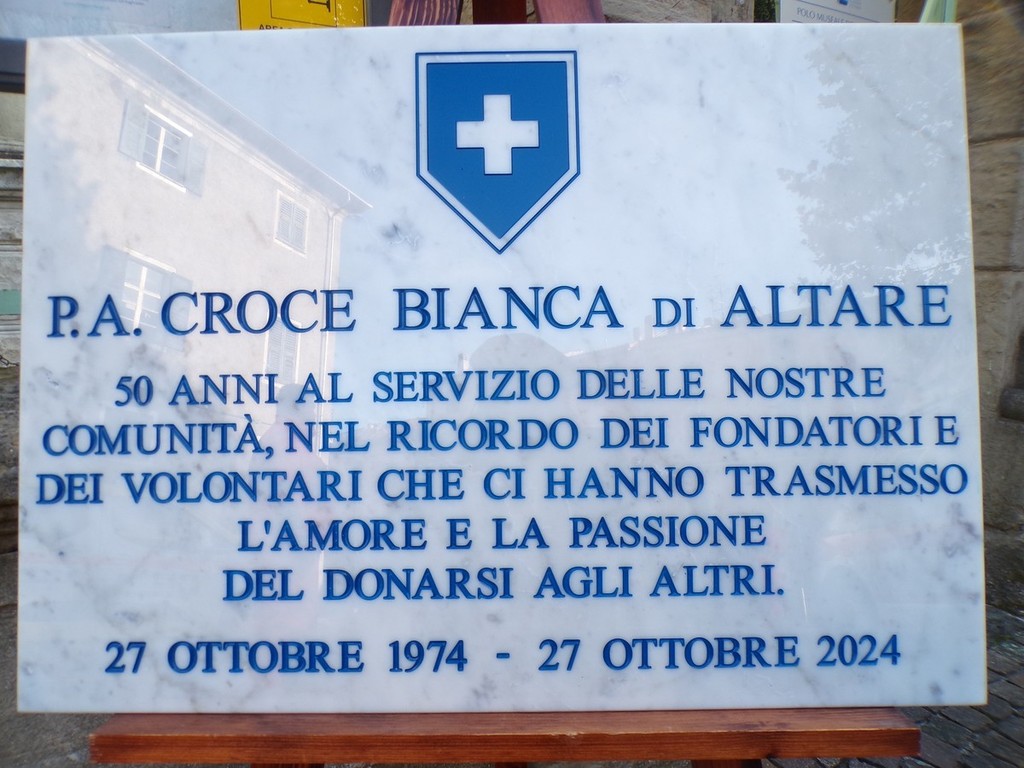 P.A. CROCE BIANCA DI ALTARE
50 ANNI AL SERVIZIO DELLE NOSTRE
COMUNITÀ, NEL RICORDO DEI FONDATORI E
DEI VOLONTARI CHE CI HANNO TRASMESSO
L'AMORE E LA PASSIONE
DEL DONARSI AGLI ALTRI.
27 OTTOBRE 1974 - 27 OTTOBRE 2024